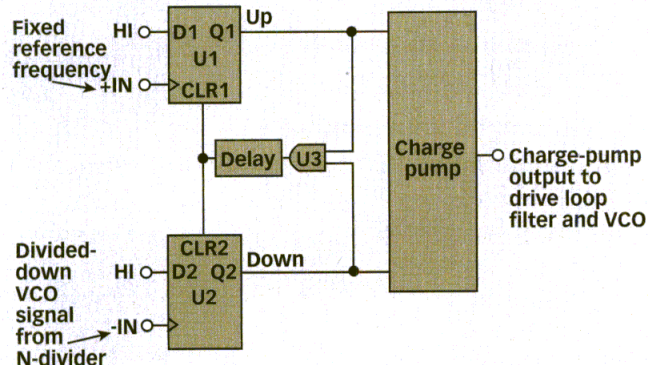 Fixed
reference
frequency
HI
D1 Q1
Up
U1
+IN
CLR1
Delay
U3
Charge
pump
Charge-pump
output to
drive loop
filter and VCO
Divided-
down
VCO
signal
from
N-divider
HI
CLR2
D2 Q2
Down
U2
-IN